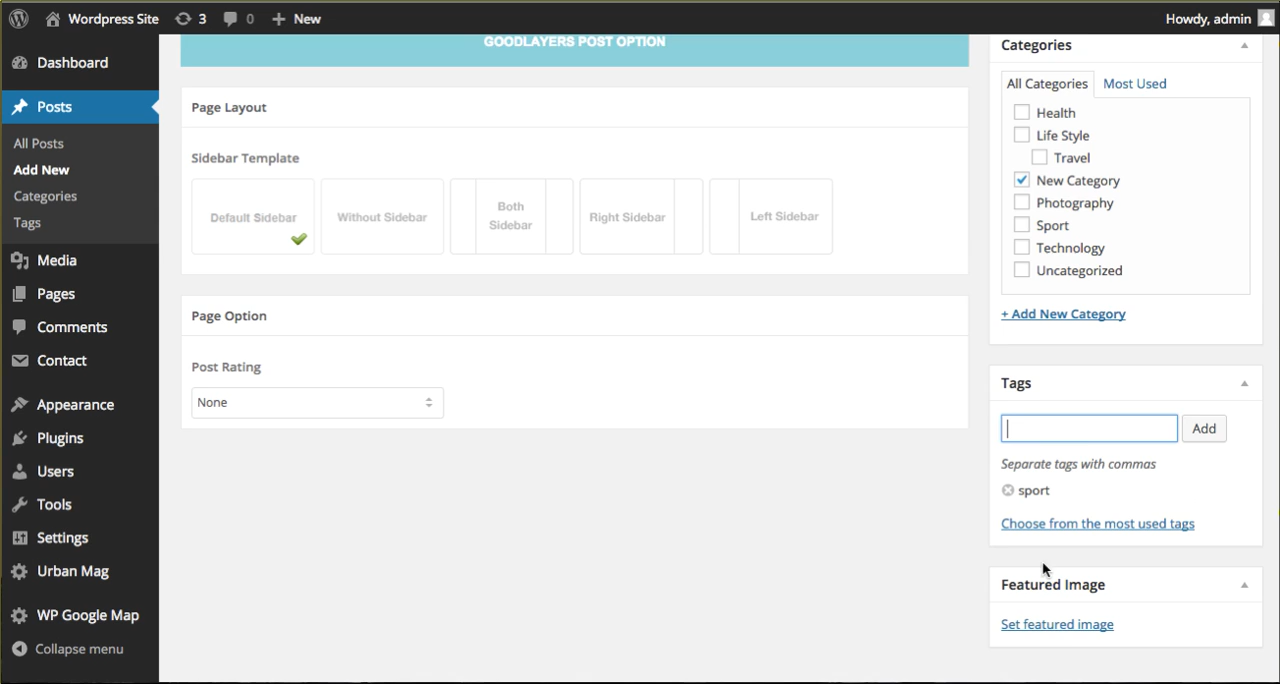 Wordpress Site 3 0 New Howdy, admin
Dashboard
Posts
All Posts
Add New
Categories
Tags
Media
Pages
Comments
Contact
Appearance
Plugins
Users
Tools
Settings
Urban Mag
WP Google Map
Collapse menu
GOODLAYERS POST OPTION
Page Layout
Sidebar Template
Default Sidebar
Without Sidebar
Both
Sidebar
Right Sidebar
Left Sidebar
Page Option
Post Rating
None
Categories
All Categories Most Used
Health
Life Style
Travel
New Category
Photography
Sport
Technology
Uncategorized
+ Add New Category
Tags
Add
Separate tags with commas
sport
Choose from the most used tags
Featured Image
Set featured image